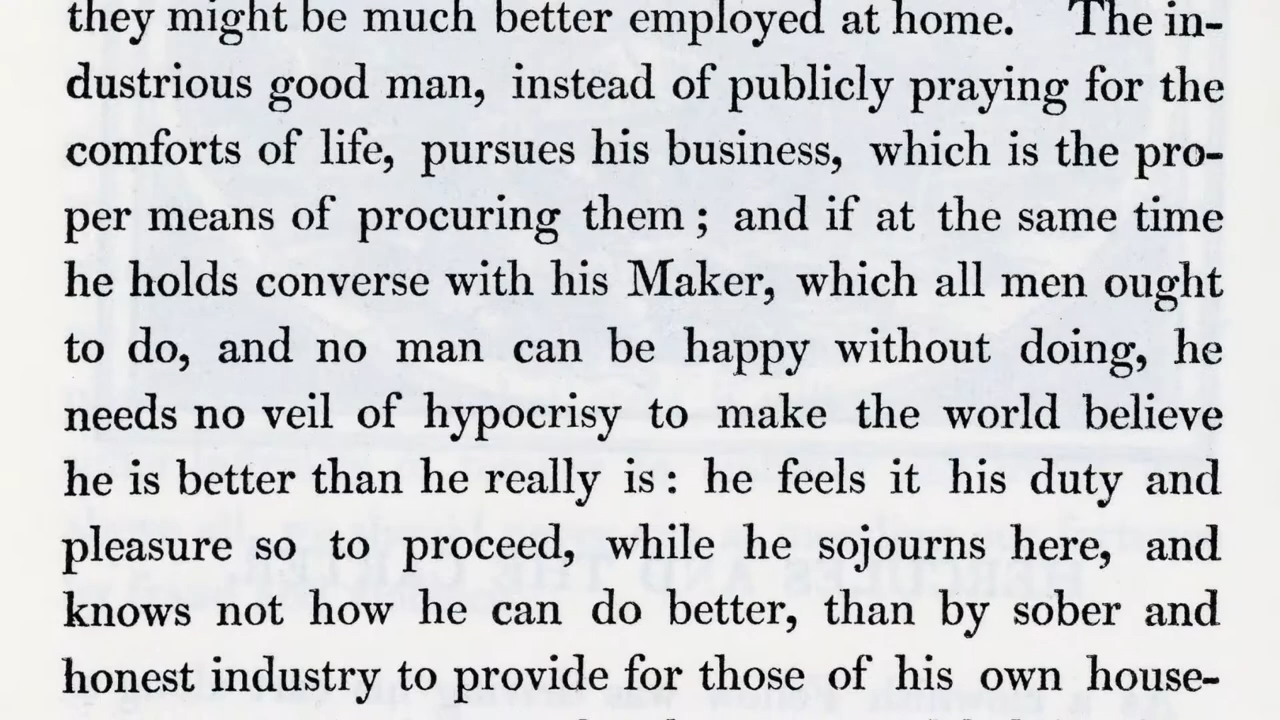 they might be much better employed at home. The in-
dustrious good man, instead of publicly praying for the
comforts of life, pursues his business, which is the pro-
per means of procuring them ; and if at the same time
he holds converse with his Maker, which all men ought
to do, and no man can be happy without doing, he
needs no veil of hypocrisy to make the world believe
he is better than he really is : he feels it his duty and
pleasure so to proceed, while he sojourns here, and
knows not how he can do better, than by sober and
honest industry to provide for those of his own house-